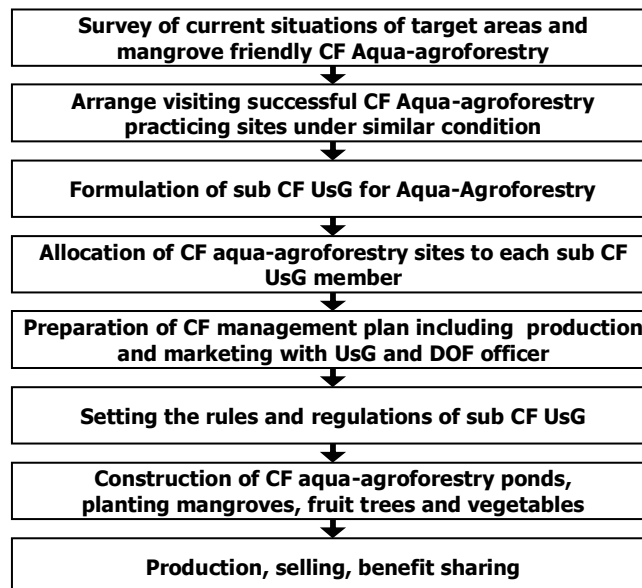 Survey of current situations of target areas and
mangrove friendly CF Aqua-agroforestry
Arrange visiting successful CF Aqua-agroforestry
practicing sites under similar condition
Formulation of sub CF UsG for Aqua-Agroforestry
Allocation of CF aqua-agroforestry sites to each sub CF
UsG member
Preparation of CF management plan including production
and marketing with UsG and DOF officer
Setting the rules and regulations of sub CF UsG
Construction of CF aqua-agroforestry ponds,
planting mangroves, fruit trees and vegetables
Production, selling, benefit sharing